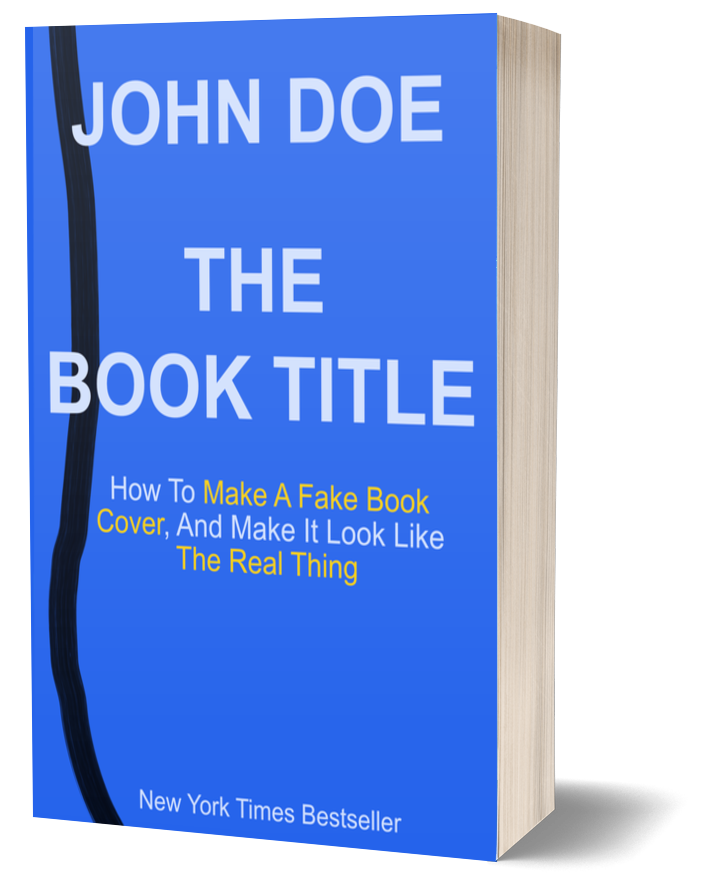 JOHN DOE
THE
BOOK TITLE
How To Make A Fake Book
Cover, And Make It Look Like
The Real Thing
New York Times Bestseller